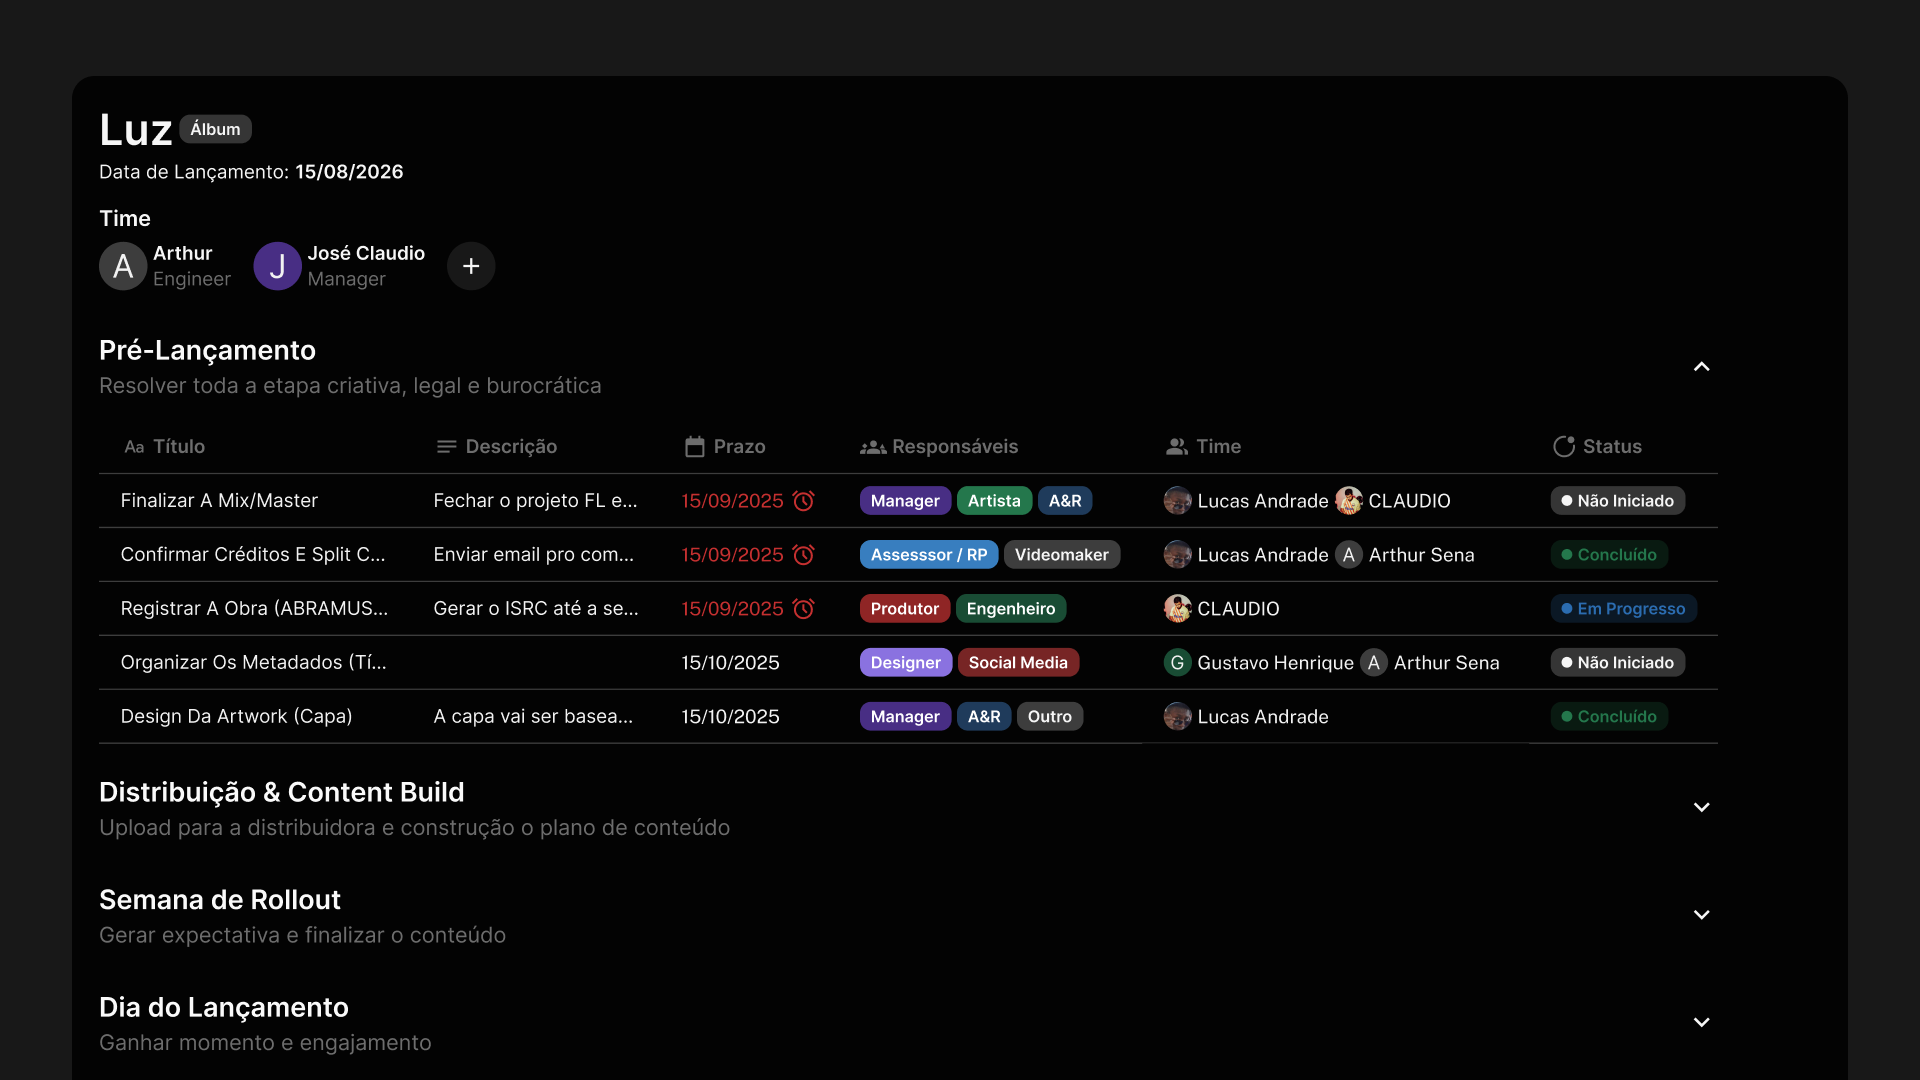 Luz Álbum
Data de Lançamento: 15/08/2026
Time
A Arthur J José Claudio +
Engineer Manager
Pré-Lançamento
Resolver toda a etapa criativa, legal e burocrática
Aa Título Descrição Prazo Responsáveis Time Status
Finalizar A Mix/Master Fechar o projeto FL e... 15/09/2025 Manager Artista A&R Lucas Andrade CLAUDIO Não Iniciado
Confirmar Créditos E Split C... Enviar email pro com... 15/09/2025 Assesssor / RP Videomaker Lucas Andrade A Arthur Sena Concluído
Registrar A Obra (ABRAMUS... Gerar o ISRC até a se... 15/09/2025 Produtor Engenheiro CLAUDIO Em Progresso
Organizar Os Metadados (Tí... 15/10/2025 Designer Social Media G Gustavo Henrique A Arthur Sena Não Iniciado
Design Da Artwork (Capa) A capa vai ser basea... 15/10/2025 Manager A&R Outro Lucas Andrade Concluído
Distribuição & Content Build
Upload para a distribuidora e construção o plano de conteúdo
Semana de Rollout
Gerar expectativa e finalizar o conteúdo
Dia do Lançamento
Ganhar momento e engajamento